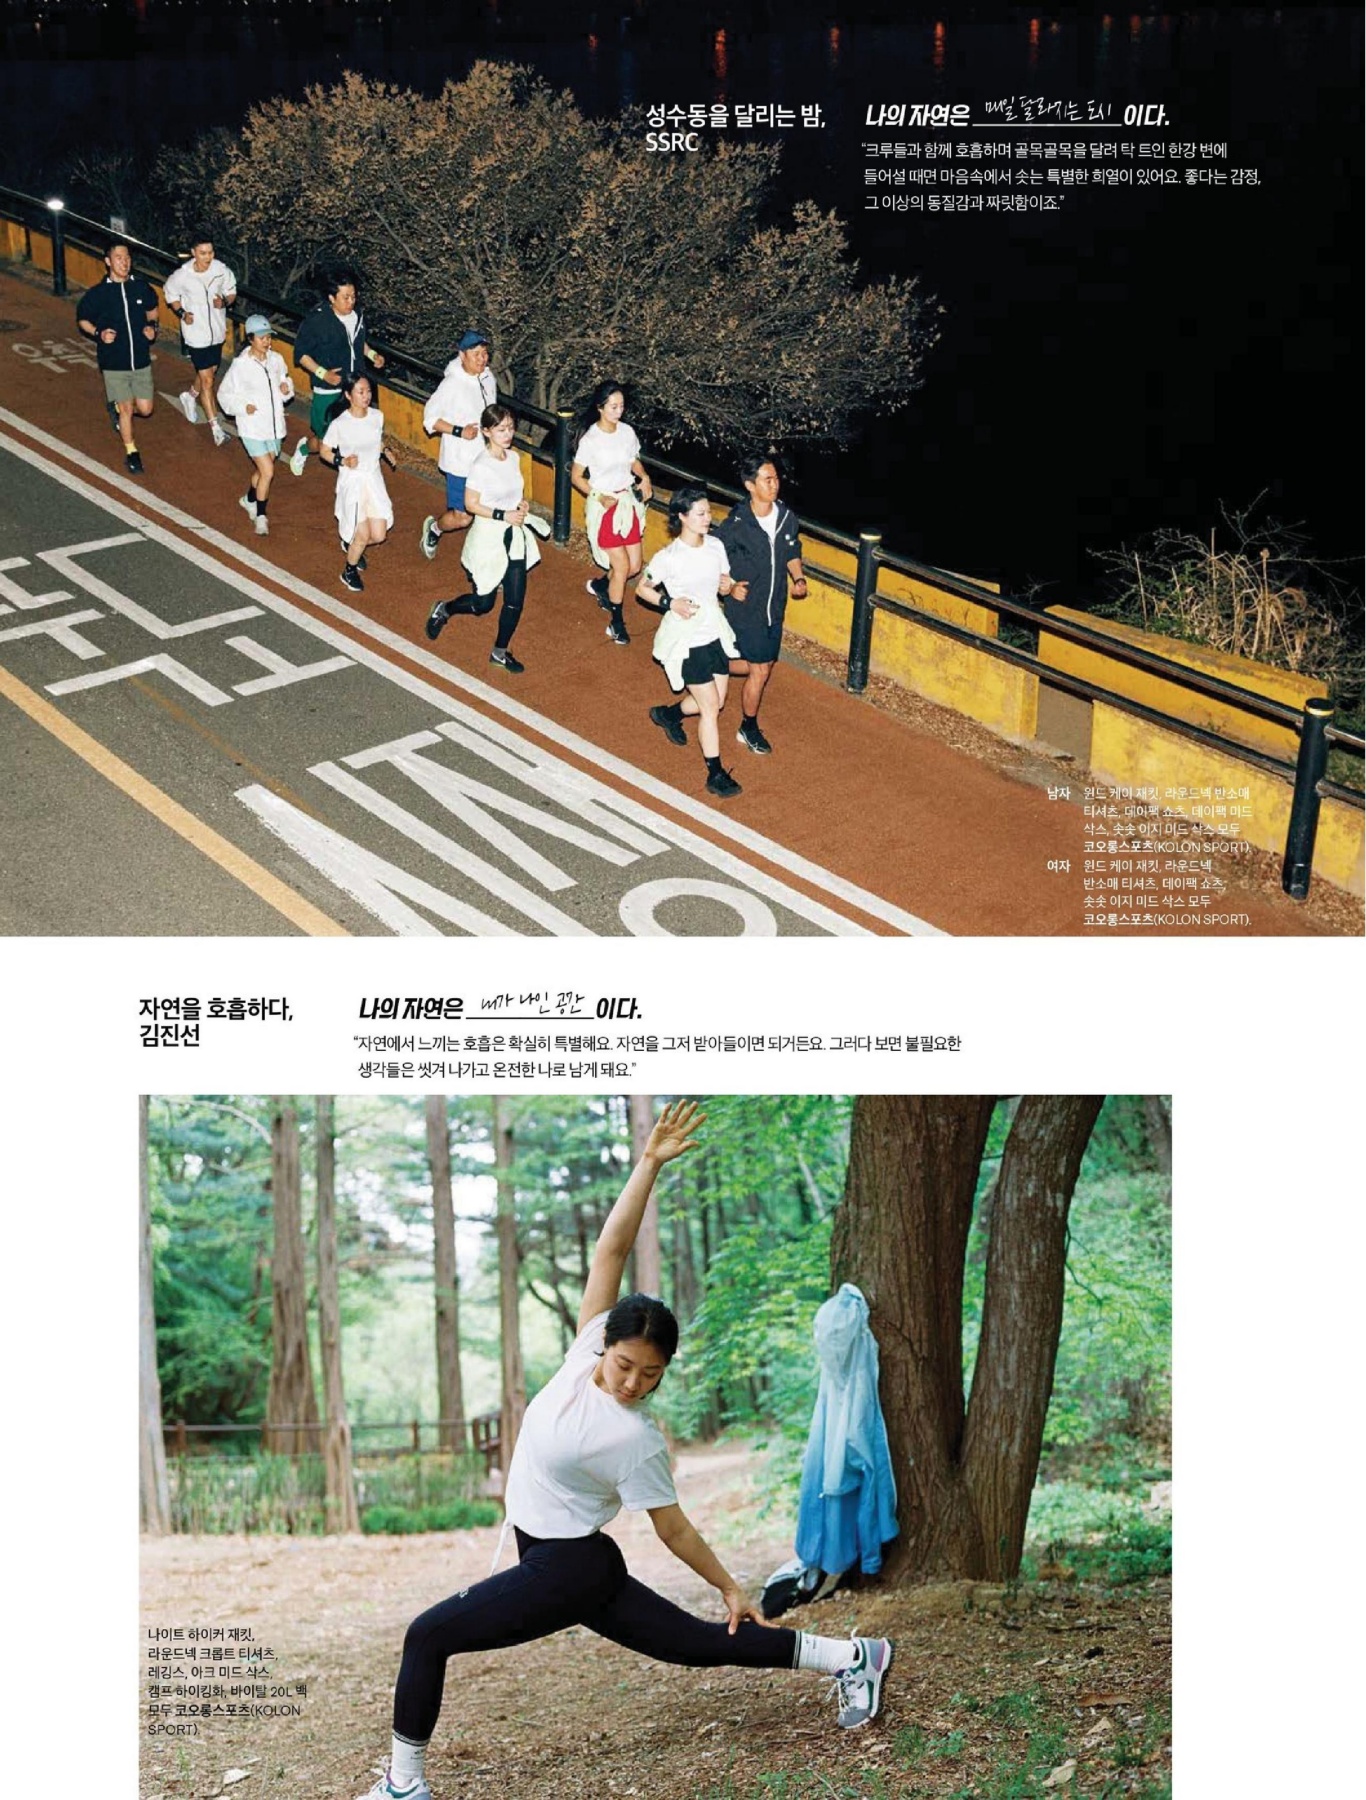 성수동을 달리는 밤,
SSRC
나의 자연은 매일 달라지는 도시 이다.
“크루들과 함께 호흡하며 골목골목을 달려 탁 트인 한강 변에
들어설 때면 마음속에서 솟는 특별한 희열이 있어요. 좋다는 감정,
그 이상의 동질감과 짜릿함이죠.”
남자 윈드 케이 재킷, 라운드넥 반소매
티셔츠, 데이팩 쇼츠, 데이팩 미드
삭스, 솟솟 이지 미드 삭스 모두
코오롱스포츠(KOLON SPORT).
여자 윈드 케이 재킷, 라운드넥
반소매 티셔츠, 데이팩 쇼츠,
솟솟 이지 미드 삭스 모두
코오롱스포츠(KOLON SPORT).
자연을 호흡하다,
김진선
나의 자연은 내가 나인 공간 이다.
“자연에서 느끼는 호흡은 확실히 특별해요. 자연을 그저 받아들이면 되거든요. 그러다 보면 불필요한
생각들은 씻겨 나가고 온전한 나로 남게 돼요.”
나이트 하이커 재킷,
라운드넥 크롭트 티셔츠,
레깅스, 아크 미드 삭스,
캠프 하이킹화, 바이탈 20L 백
모두 코오롱스포츠(KOLON
SPORT).